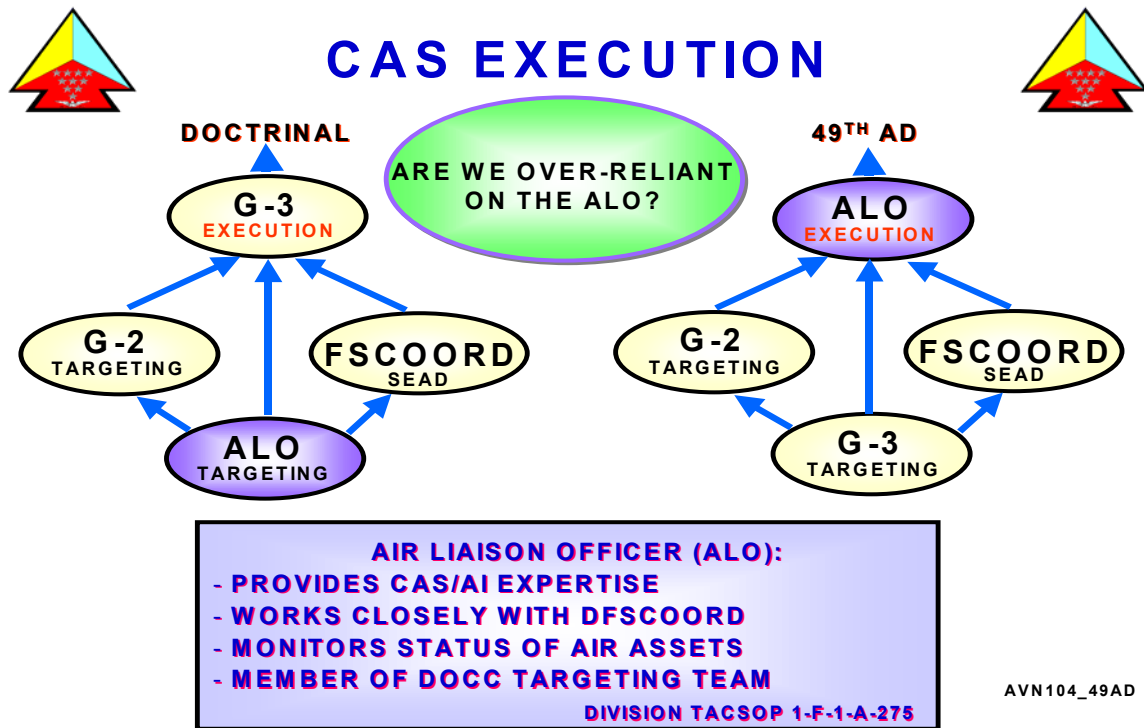 CAS EXECUTION
DOCTRINAL
G-3
EXECUTION
G-2
TARGETING
FSCOORD
SEAD
ALO
TARGETING
ARE WE OVER-RELIANT
ON THE ALO?
49TH AD
ALO
EXECUTION
G-2
TARGETING
FSCOORD
SEAD
G-3
TARGETING
AIR LIAISON OFFICER (ALO):
- PROVIDES CAS/AI EXPERTISE
- WORKS CLOSELY WITH DFSCOORD
- MONITORS STATUS OF AIR ASSETS
- MEMBER OF DOCC TARGETING TEAM
DIVISION TACSOP 1-F-1-A-275
AVN104_49AD